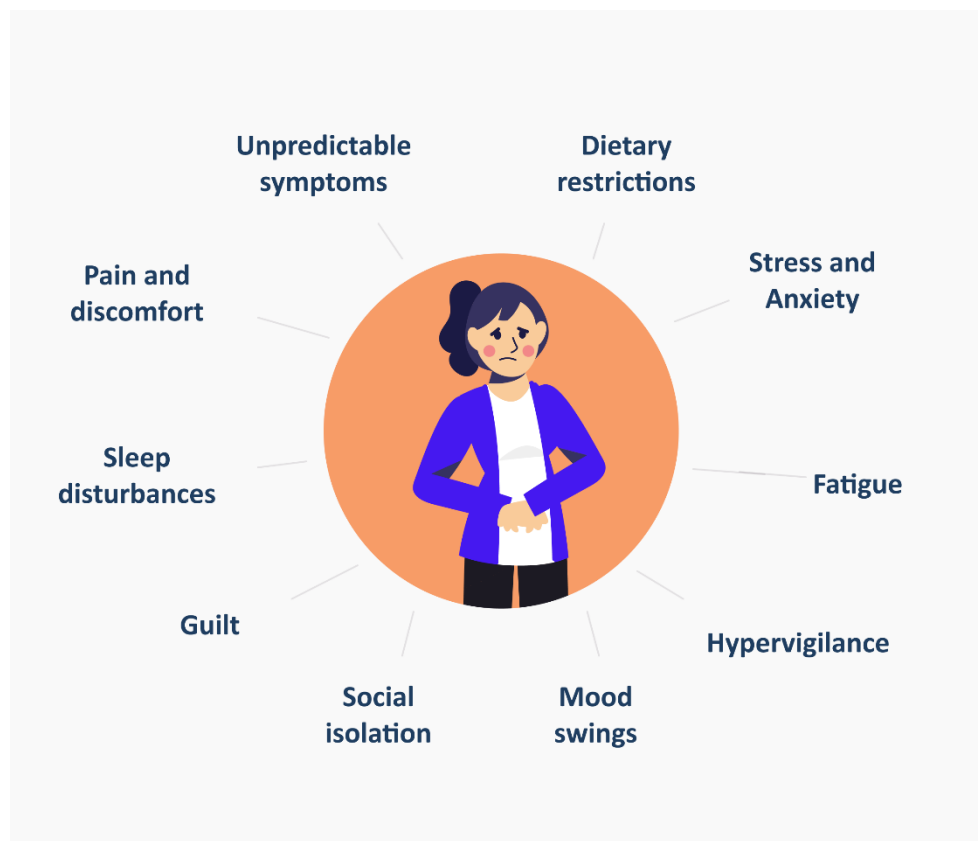 Unpredictable
symptoms
Dietary
restrictions
Stress and
Anxiety
Fatigue
Hypervigilance
Mood
swings
Social
isolation
Guilt
Sleep
disturbances
Pain and
discomfort